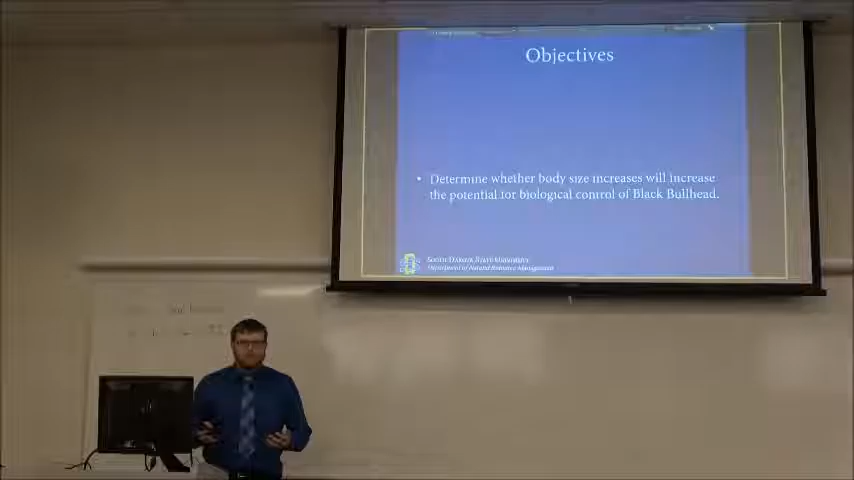 Objectives
• Determine whether body size increases will increase
the potential for biological control of Black Bullhead.
South Dakota State University
Department of Natural Resource Management